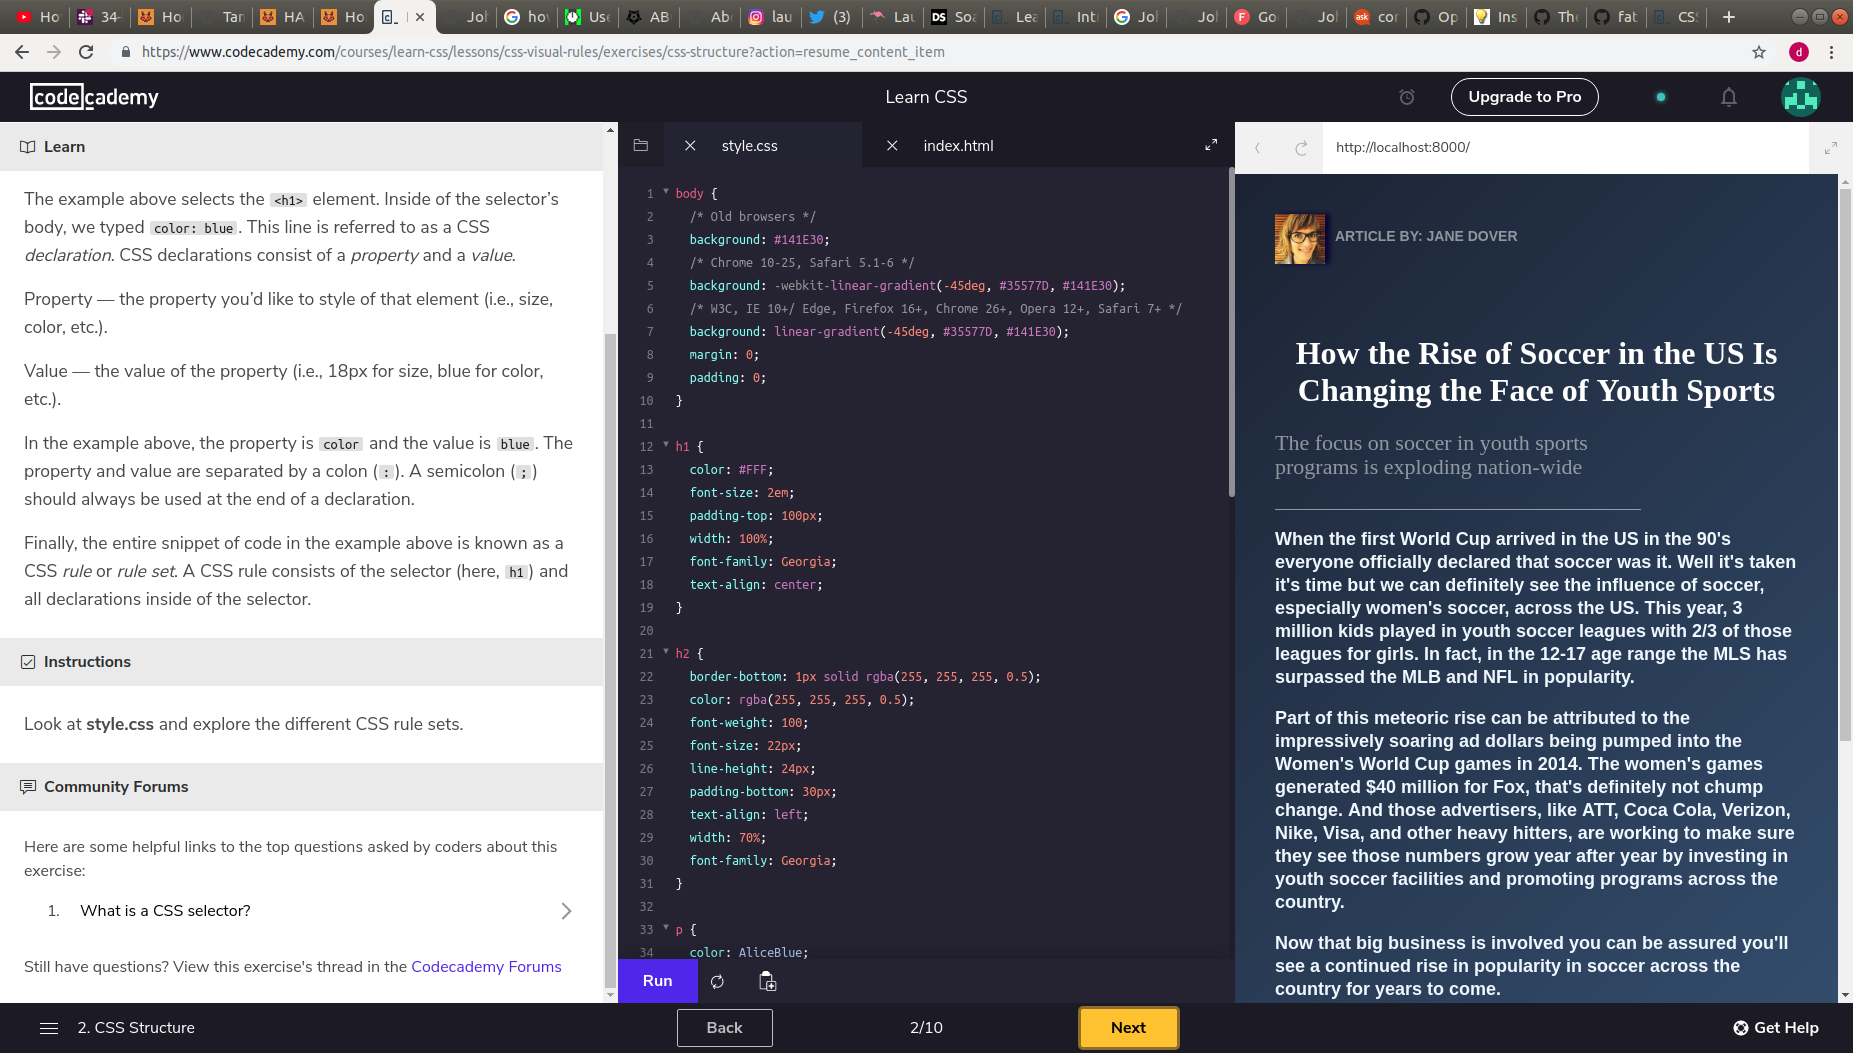 Ho
34-
Ho
Tar
HA
Ho
Joh
how
Use
AB
Abo
lau
(3)
Lau
DS Soa
Lea
Intr
Joh
Joh
F Go
Joh
ask cor
Op
Ins
The
fat
CSS
https://www.codecademy.com/courses/learn-css/lessons/css-visual-rules/exercises/css-structure?action=resume_content_item
d
codecademy
Learn CSS
Upgrade to Pro
Learn
The example above selects the <h1> element. Inside of the selector’s
body, we typed color: blue. This line is referred to as a CSS
declaration. CSS declarations consist of a property and a value.
Property — the property you’d like to style of that element (i.e., size,
color, etc.).
Value — the value of the property (i.e., 18px for size, blue for color,
etc.).
In the example above, the property is color and the value is blue. The
property and value are separated by a colon (:). A semicolon (;)
should always be used at the end of a declaration.
Finally, the entire snippet of code in the example above is known as a
CSS rule or rule set. A CSS rule consists of the selector (here, h1) and
all declarations inside of the selector.
Instructions
Look at style.css and explore the different CSS rule sets.
Community Forums
Here are some helpful links to the top questions asked by coders about this
exercise:
1. What is a CSS selector?
Still have questions? View this exercise's thread in the Codecademy Forums
style.css
index.html
1 body {
2 /* Old browsers */
3 background: #141E30;
4 /* Chrome 10-25, Safari 5.1-6 */
5 background: -webkit-linear-gradient(-45deg, #35577D, #141E30);
6 /* W3C, IE 10+/ Edge, Firefox 16+, Chrome 26+, Opera 12+, Safari 7+ */
7 background: linear-gradient(-45deg, #35577D, #141E30);
8 margin: 0;
9 padding: 0;
10 }
11
12 h1 {
13 color: #FFF;
14 font-size: 2em;
15 padding-top: 100px;
16 width: 100%;
17 font-family: Georgia;
18 text-align: center;
19 }
20
21 h2 {
22 border-bottom: 1px solid rgba(255, 255, 255, 0.5);
23 color: rgba(255, 255, 255, 0.5);
24 font-weight: 100;
25 font-size: 22px;
26 line-height: 24px;
27 padding-bottom: 30px;
28 text-align: left;
29 width: 70%;
30 font-family: Georgia;
31 }
32
33 p {
34 color: AliceBlue;
Run
http://localhost:8000/
ARTICLE BY: JANE DOVER
How the Rise of Soccer in the US Is
Changing the Face of Youth Sports
The focus on soccer in youth sports
programs is exploding nation-wide
When the first World Cup arrived in the US in the 90's
everyone officially declared that soccer was it. Well it's taken
it's time but we can definitely see the influence of soccer,
especially women's soccer, across the US. This year, 3
million kids played in youth soccer leagues with 2/3 of those
leagues for girls. In fact, in the 12-17 age range the MLS has
surpassed the MLB and NFL in popularity.
Part of this meteoric rise can be attributed to the
impressively soaring ad dollars being pumped into the
Women's World Cup games in 2014. The women's games
generated $40 million for Fox, that's definitely not chump
change. And those advertisers, like ATT, Coca Cola, Verizon,
Nike, Visa, and other heavy hitters, are working to make sure
they see those numbers grow year after year by investing in
youth soccer facilities and promoting programs across the
country.
Now that big business is involved you can be assured you'll
see a continued rise in popularity in soccer across the
country for years to come.
2. CSS Structure
Back
2/10
Next
Get Help